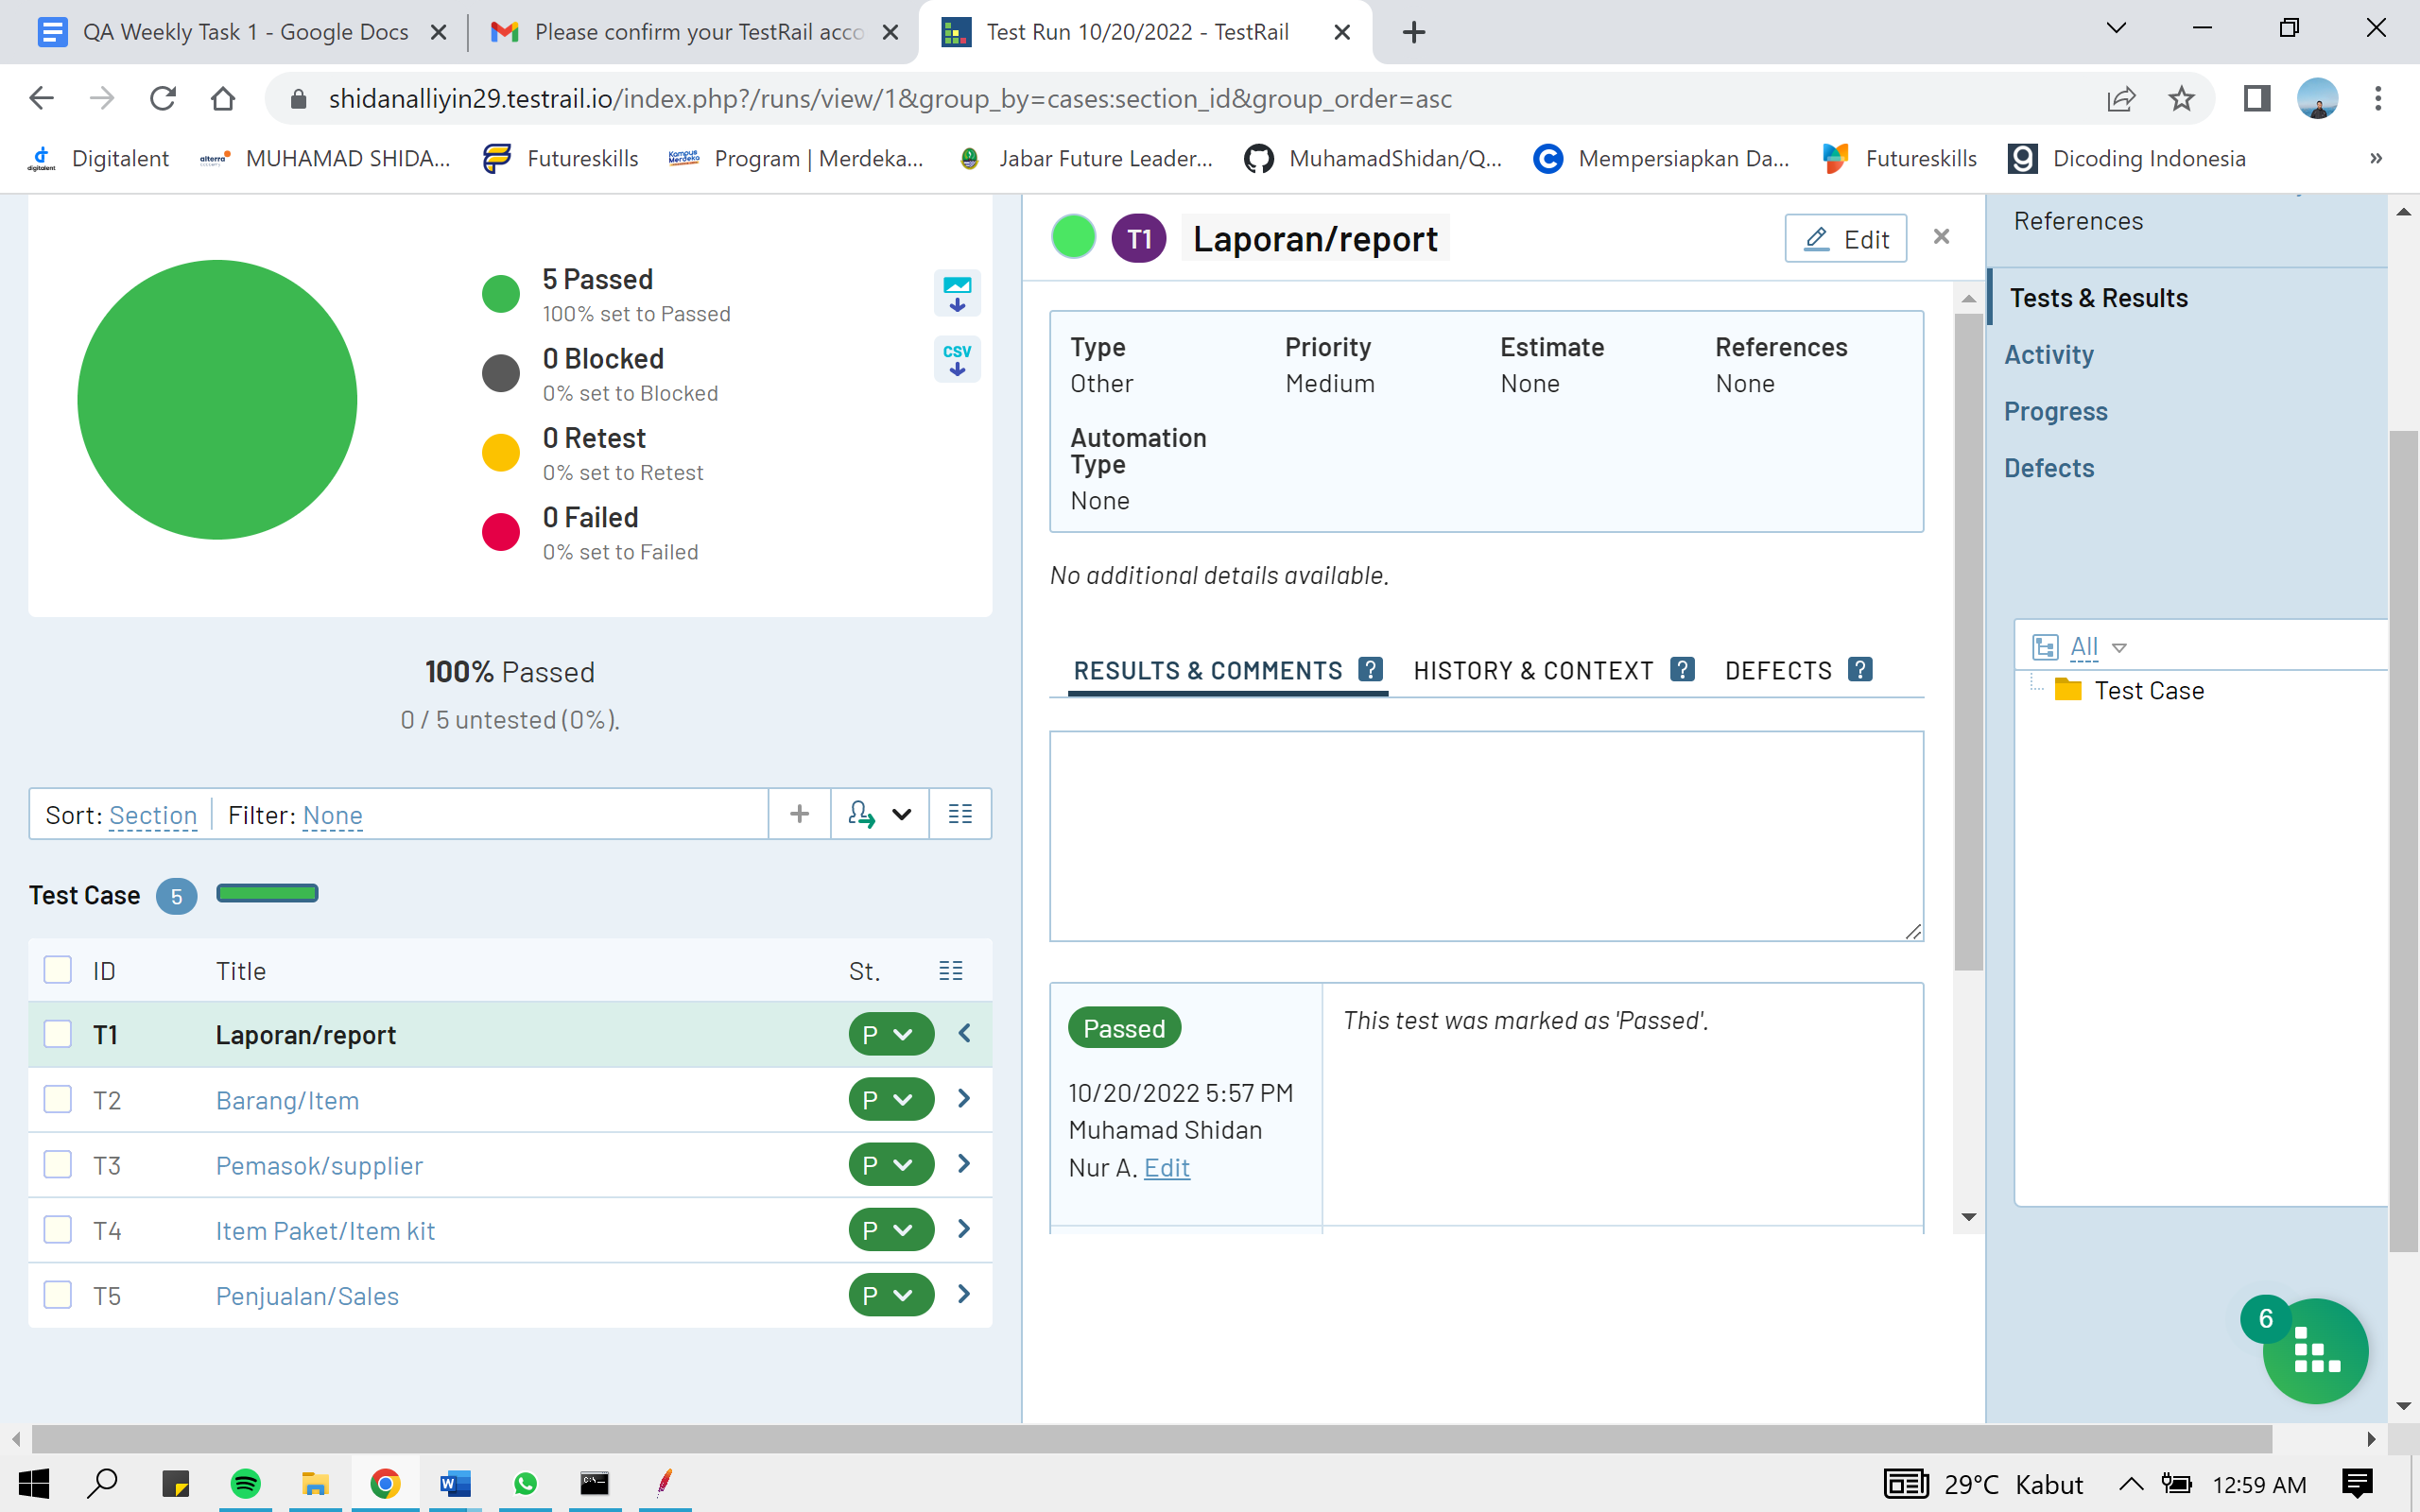 QA Weekly Task 1 - Google Docs
Please confirm your TestRail acco
Test Run 10/20/2022 - TestRail
shidanalliyin29.testrail.io/index.php?/runs/view/1&group_by=cases:section_id&group_order=asc
Digitalent
MUHAMAD SHIDA...
Futureskills
Program | Merdeka...
Jabar Future Leader...
MuhamadShidan/Q...
Mempersiapkan Da...
Futureskills
Dicoding Indonesia
»
5 Passed
100% set to Passed
0 Blocked
0% set to Blocked
0 Retest
0% set to Retest
0 Failed
0% set to Failed
CSV
100% Passed
0 / 5 untested (0%).
Sort: Section
Filter: None
Test Case 5
ID Title St.
T1 Laporan/report P
T2 Barang/Item P
T3 Pemasok/supplier P
T4 Item Paket/Item kit P
T5 Penjualan/Sales P
T1 Laporan/report
Edit
Type
Other
Priority
Medium
Estimate
None
References
None
Automation
Type
None
No additional details available.
RESULTS & COMMENTS ?
HISTORY & CONTEXT ?
DEFECTS ?
Passed
10/20/2022 5:57 PM
Muhamad Shidan
Nur A. Edit
This test was marked as 'Passed'.
References
Tests & Results
Activity
Progress
Defects
All
Test Case
6
29°C Kabut
12:59 AM